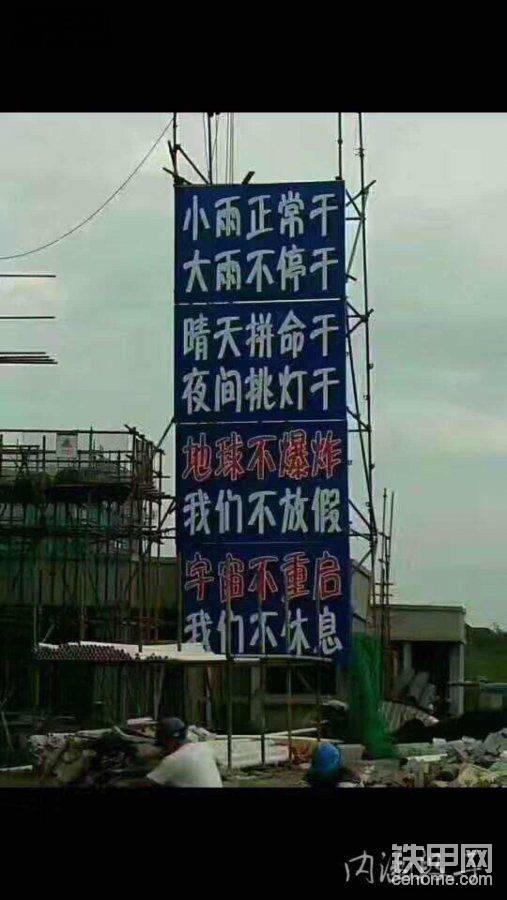 小雨正常干
大雨不停干
晴天拼命干
夜间挑灯干
地球不爆炸
我们不放假
宇宙不重启
我们不休息
铁甲网
cehome.com